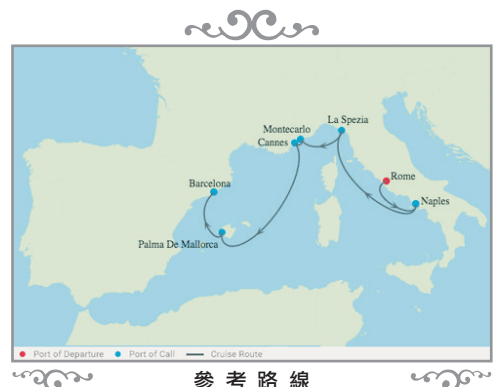 La Spezia
Montecarlo
Cannes
Rome
Barcelona
Naples
Palma De Mallorca
Port of Departure Port of Call Cruise Route
參考路線